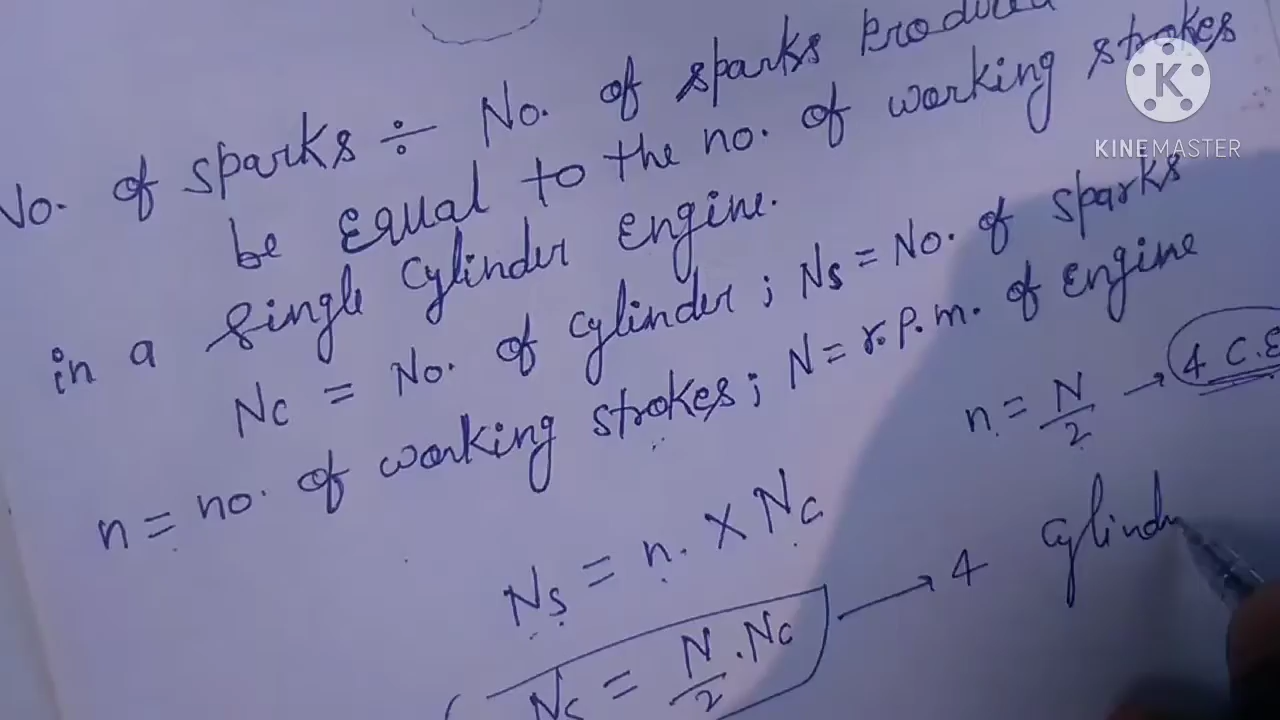 No. of sparks ÷ No. of sparks Produced
be Equal to the no. of working strokes
in a single cylinder Engine.
Nc = No. of cylinder ; Ns = No. of sparks
n = no. of working strokes ; N = r.p.m. of Engine
n = N/2 → 4 C.E
Ns = n. × Nc
Ns = N/2 . Nc → 4 cylind
KINEMASTER